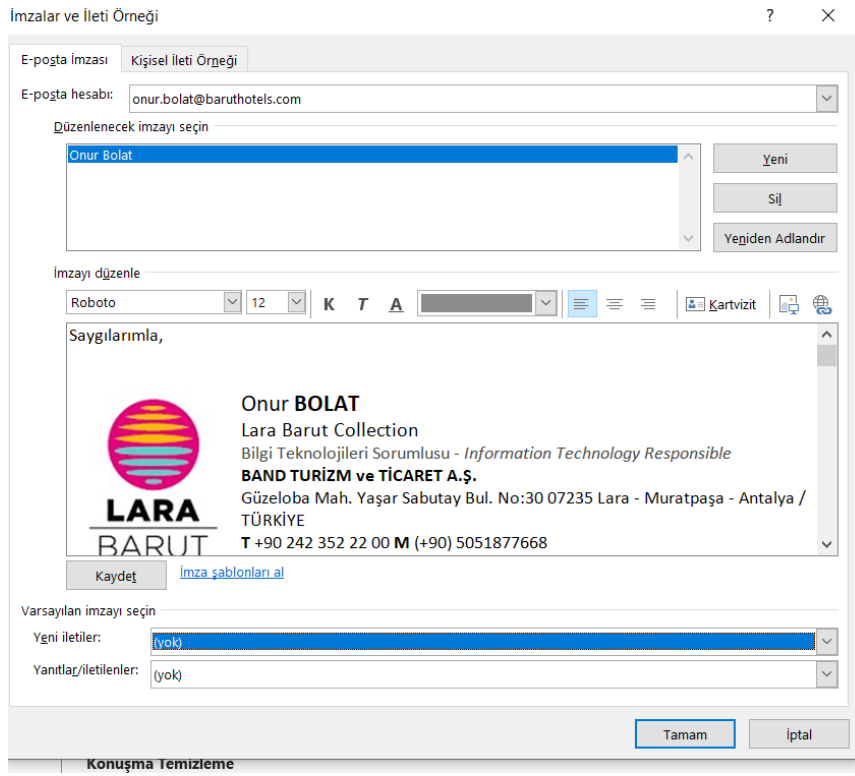 İmzalar ve İleti Örneği
?
E-posta İmzası
Kişisel İleti Örneği
E-posta hesabı:
onur.bolat@baruthotels.com
Düzenlenecek imzayı seçin
Onur Bolat
Yeni
Sil
Yeniden Adlandır
İmzayı düzenle
Roboto
12
K
T
A
Kartvizit
Saygılarımla,
LARA
BARUT
Onur BOLAT
Lara Barut Collection
Bilgi Teknolojileri Sorumlusu - Information Technology Responsible
BAND TURİZM ve TİCARET A.Ş.
Güzeloba Mah. Yaşar Sabutay Bul. No:30 07235 Lara - Muratpaşa - Antalya /
TÜRKİYE
T +90 242 352 22 00 M (+90) 5051877668
Kaydet
İmza şablonları al
Varsayılan imzayı seçin
Yeni iletiler:
(yok)
Yanıtlar/iletilenler:
(yok)
Tamam
İptal
Konuşma Temizleme